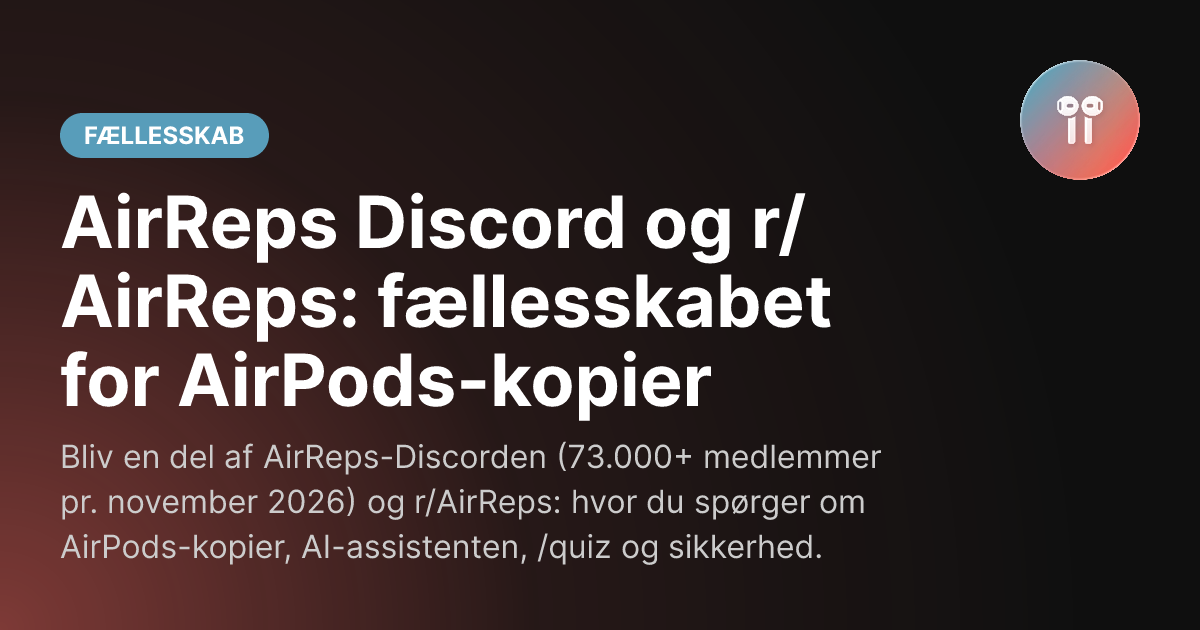 FÆLLESSKAB
AirReps Discord og r/
AirReps: fællesskabet
for AirPods-kopier
Bliv en del af AirReps-Discorden (73.000+ medlemmer
pr. november 2026) og r/AirReps: hvor du spørger om
AirPods-kopier, AI-assistenten, /quiz og sikkerhed.